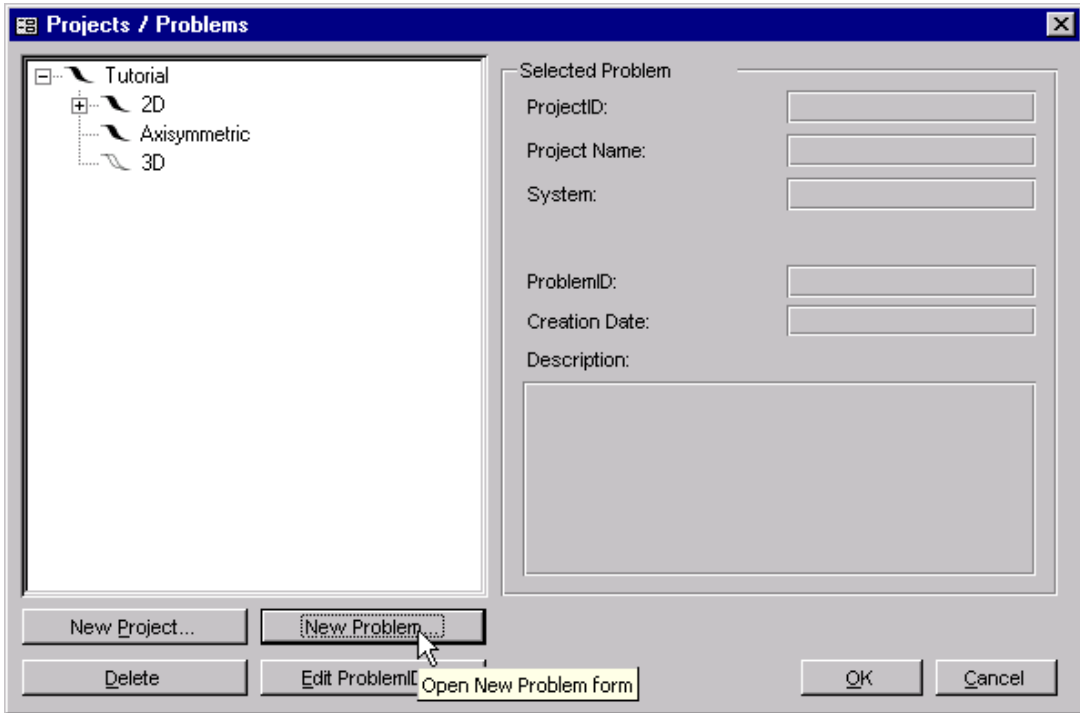 Projects / Problems
Tutorial
2D
Axisymmetric
3D
Selected Problem
ProjectID:
Project Name:
System:
ProblemID:
Creation Date:
Description:
New Project...
New Problem...
Delete
Edit ProblemID
Open New Problem form
OK
Cancel